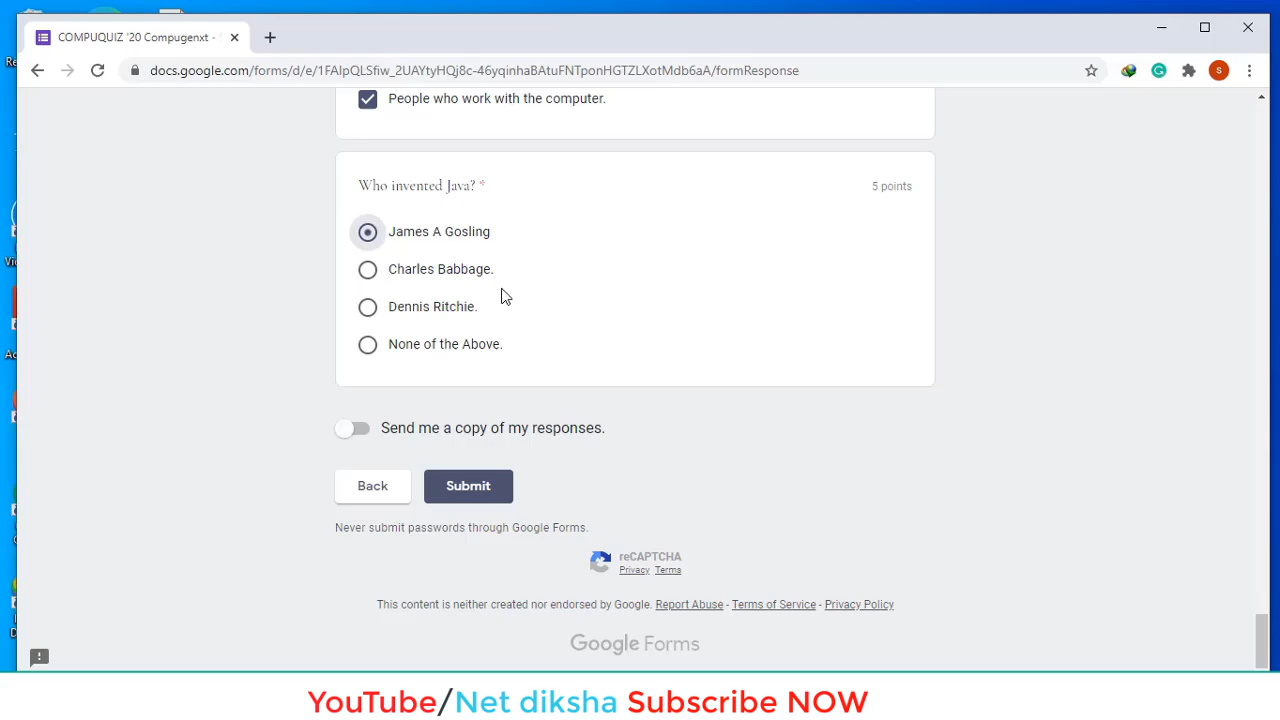 COMPUQUIZ '20 Compugenxt -
docs.google.com/forms/d/e/1FAIpQLSfiw_2UAYtyHOj8c-46yqinhaBAtuFNTponHGTZLXotMdb6aA/formResponse
S
People who work with the computer.
Who invented Java? *
5 points
James A Gosling
Charles Babbage.
Dennis Ritchie.
None of the Above.
Send me a copy of my responses.
Back
Submit
Never submit passwords through Google Forms.
reCAPTCHA
Privacy Terms
This content is neither created nor endorsed by Google. Report Abuse - Terms of Service - Privacy Policy
Google Forms
YouTube/Net diksha Subscribe NOW